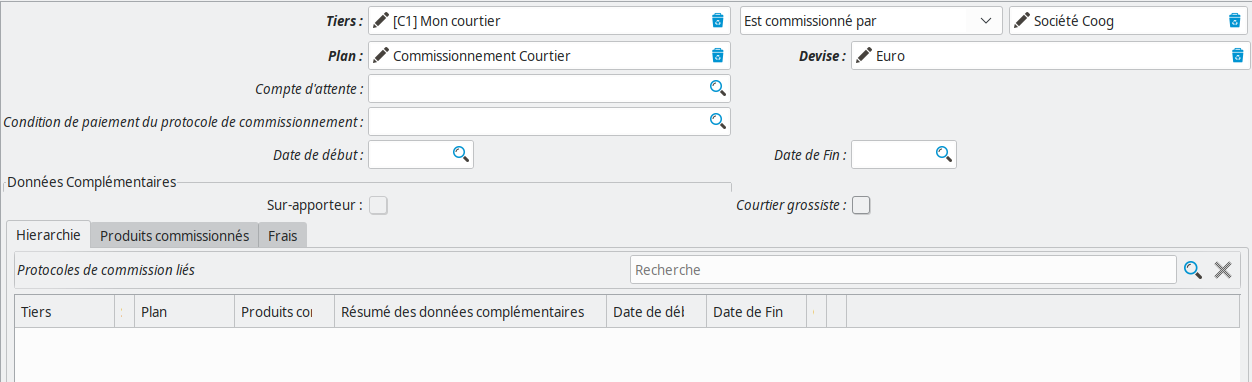 Tiers : [C1] Mon courtier Est commissionné par Société Coog
Plan : Commissionnement Courtier Devise : Euro
Compte d'attente :
Condition de paiement du protocole de commissionnement :
Date de début : Date de Fin :
Données Complémentaires
Sur-apporteur : Courtier grossiste :
Hierarchie Produits commissionnés Frais
Protocoles de commission liés Recherche
Tiers Plan Produits Résumé des données complémentaires Date de Date de Fin